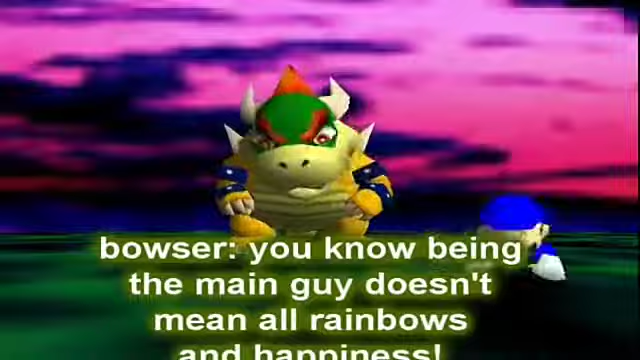 bowser: you know being
the main guy doesn't
mean all rainbows
and happiness!